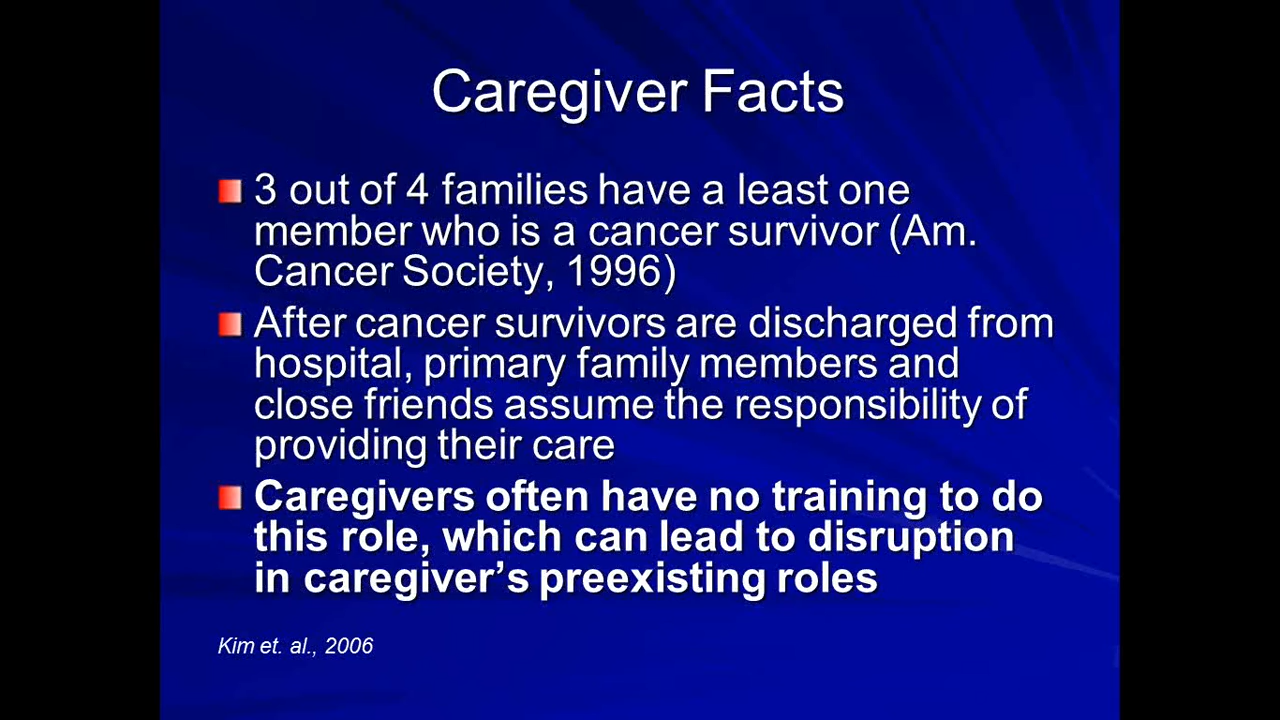 Caregiver Facts
3 out of 4 families have a least one
member who is a cancer survivor (Am.
Cancer Society, 1996)
After cancer survivors are discharged from
hospital, primary family members and
close friends assume the responsibility of
providing their care
Caregivers often have no training to do
this role, which can lead to disruption
in caregiver’s preexisting roles
Kim et. al., 2006